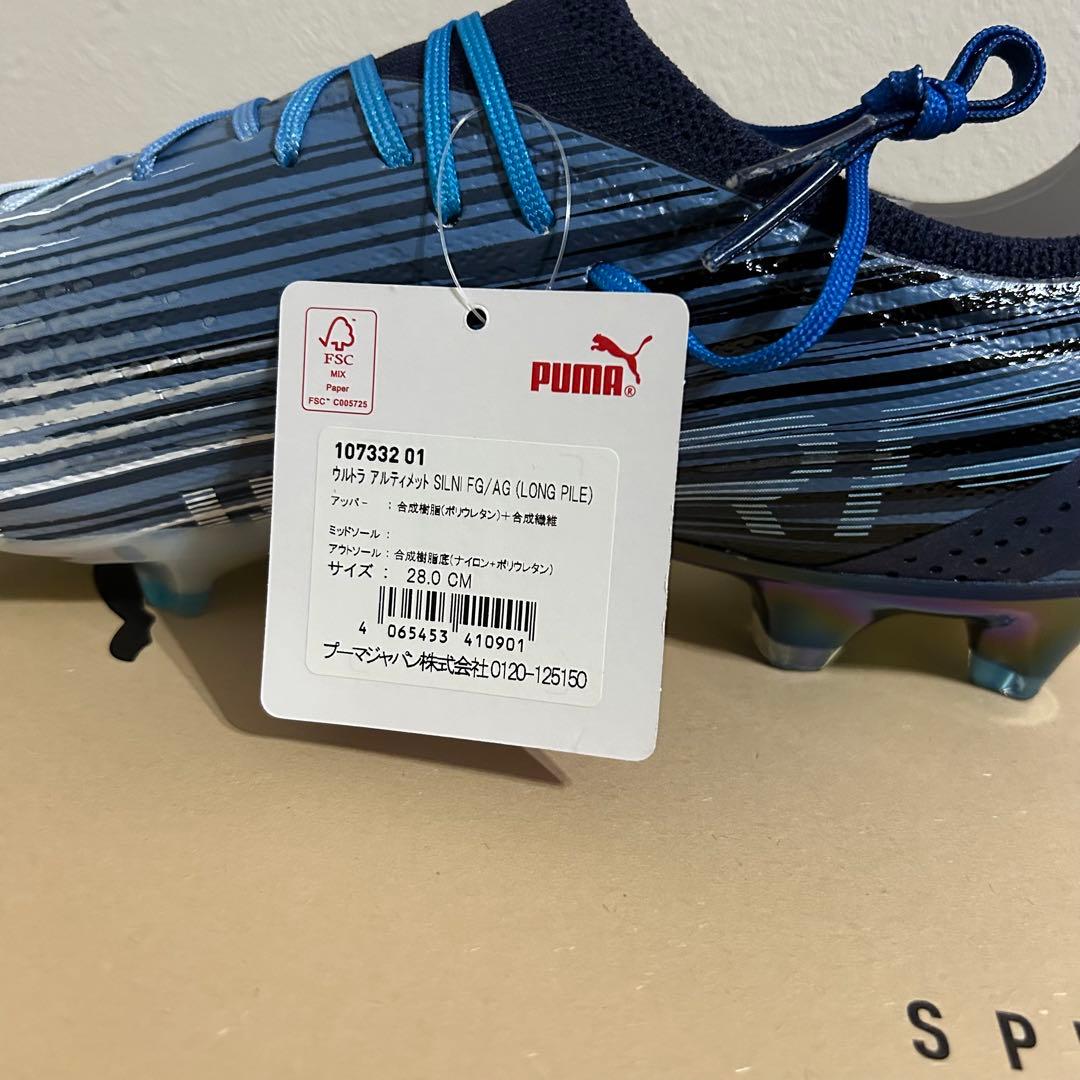 FSC
MIX
Paper
FSC™ C005725
PUMA®
107332 01
ウルトラ アルティメット SILNI FG/AG (LONG PILE)
アッパー : 合成樹脂(ポリウレタン)+合成繊維
ミッドソール :
アウトソール : 合成樹脂底(ナイロン+ポリウレタン)
サイズ : 28.0 CM
4 065453 410901
プーマジャパン株式会社 0120-125150
S P